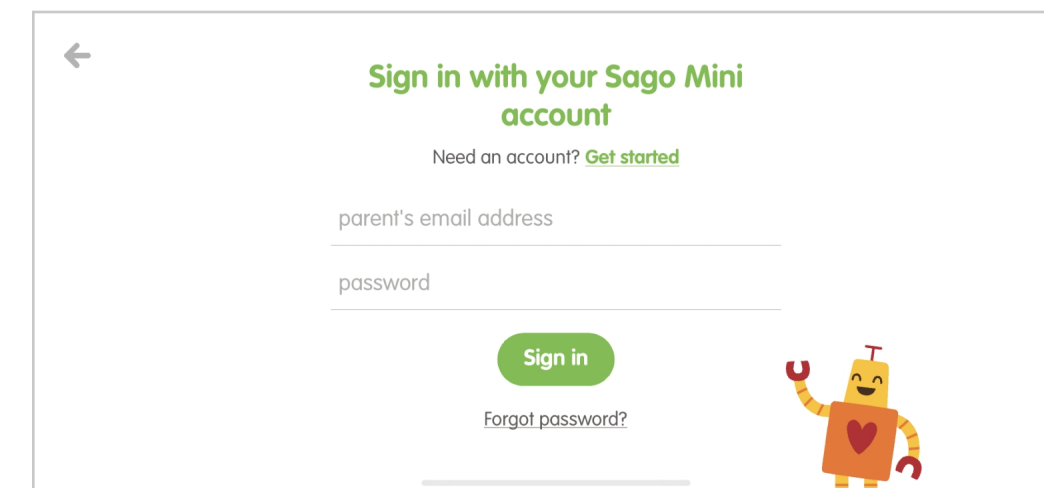 Sign in with your Sago Mini
account
Need an account? Get started
parent's email address
password
Sign in
Forgot password?